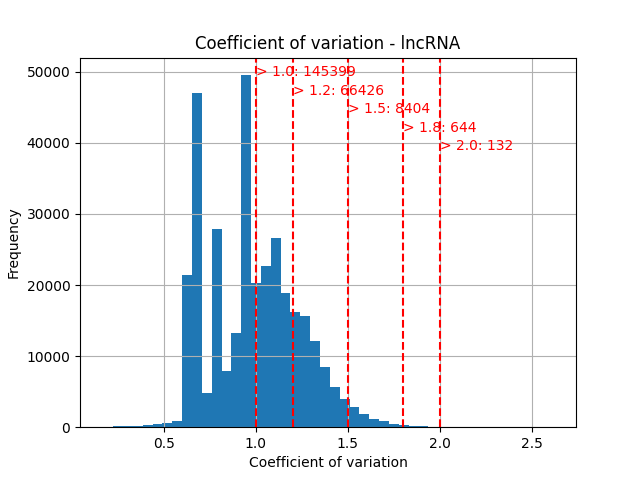 Coefficient of variation - lncRNA
50000
40000
30000
20000
10000
0
Frequency
> 1.0: 145399
> 1.2: 66426
> 1.5: 8404
> 1.8: 644
> 2.0: 132
0.5
1.0
1.5
2.0
2.5
Coefficient of variation